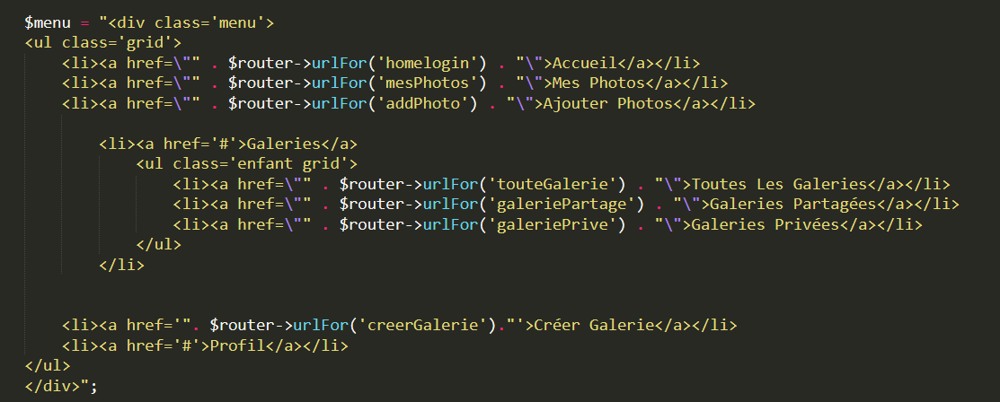 $menu = "<div class='menu'>
<ul class='grid'>
<li><a href=\"" . $router->urlFor('homelogin') . "\">Accueil</a></li>
<li><a href=\"" . $router->urlFor('mesPhotos') . "\">Mes Photos</a></li>
<li><a href=\"" . $router->urlFor('addPhoto') . "\">Ajouter Photos</a></li>
<li><a href='#'>Galeries</a>
<ul class='enfant grid'>
<li><a href=\"" . $router->urlFor('touteGalerie') . "\">Toutes Les Galeries</a></li>
<li><a href=\"" . $router->urlFor('galeriePartage') . "\">Galeries Partagées</a></li>
<li><a href=\"" . $router->urlFor('galeriePrive') . "\">Galeries Privées</a></li>
</ul>
</li>
<li><a href='". $router->urlFor('creerGalerie')."'>Créer Galerie</a></li>
<li><a href='#'>Profil</a></li>
</ul>
</div>";